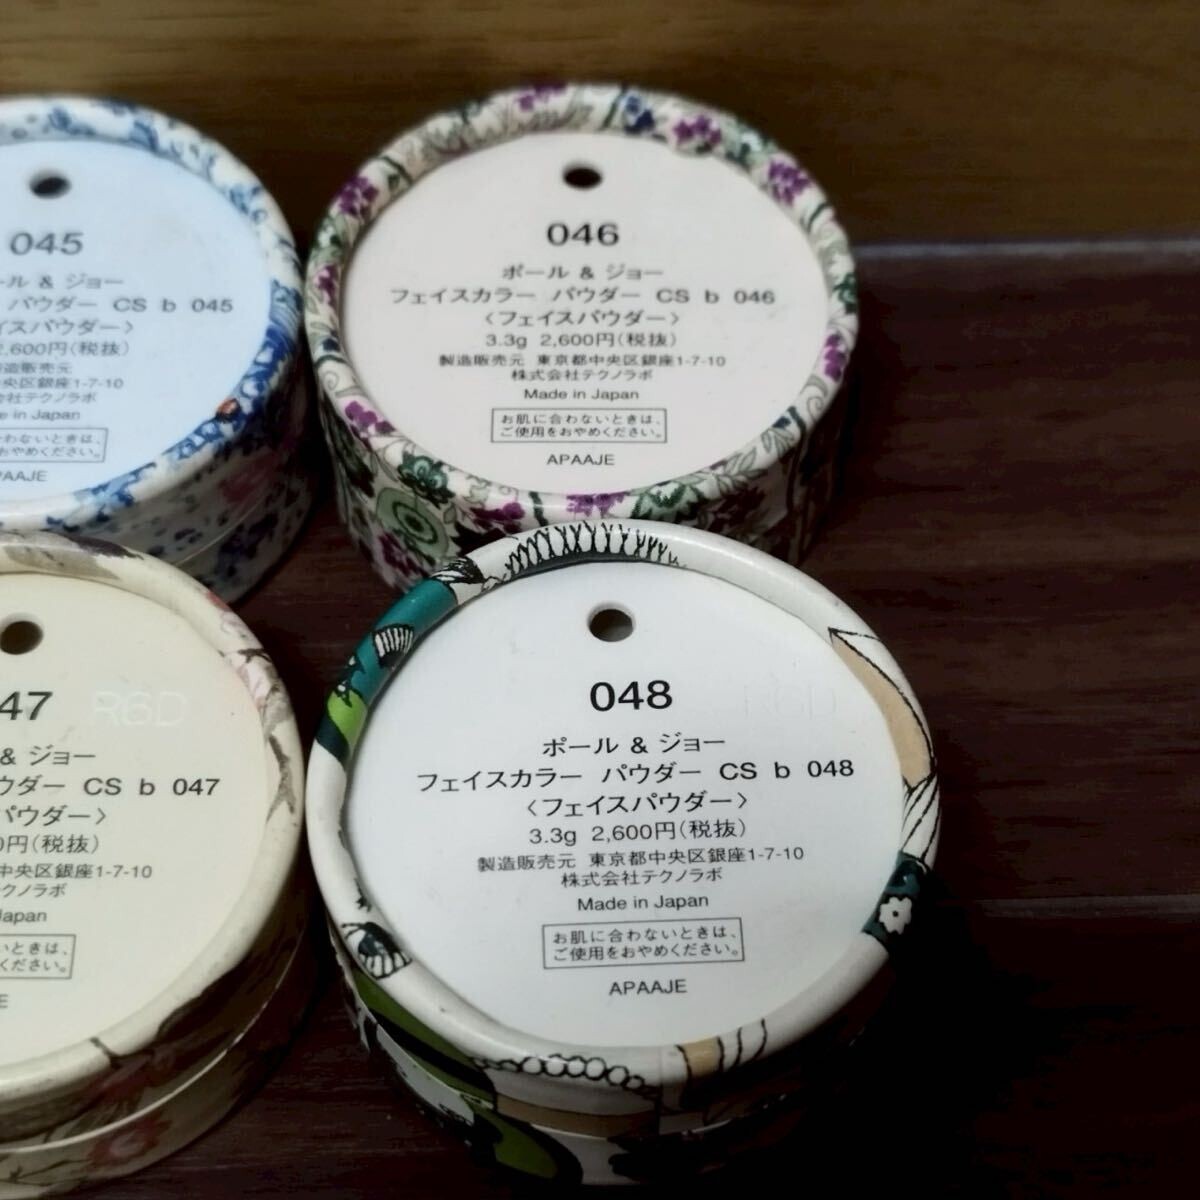 045
ール & ジョー
パウダー CS b 045
イスパウダー〉
2,600円(税抜)
造販売元
中央区銀座1-7-10
会社テクノラボ
e in Japan
わないときは、
おやめください。
PAAJE
046
ポール & ジョー
フェイスカラー パウダー CS b 046
〈フェイスパウダー〉
3.3g 2,600円(税抜)
製造販売元 東京都中央区銀座1-7-10
株式会社テクノラボ
Made in Japan
お肌に合わないときは、
ご使用をおやめください。
APAAJE
47 R6D
& ジョー
ウダー CS b 047
パウダー〉
0円(税抜)
中央区銀座1-7-10
テクノラボ
Japan
いときは、
ください。
E
048
ポール & ジョー
フェイスカラー パウダー CS b 048
〈フェイスパウダー〉
3.3g 2,600円(税抜)
製造販売元 東京都中央区銀座1-7-10
株式会社テクノラボ
Made in Japan
お肌に合わないときは、
ご使用をおやめください。
APAAJE